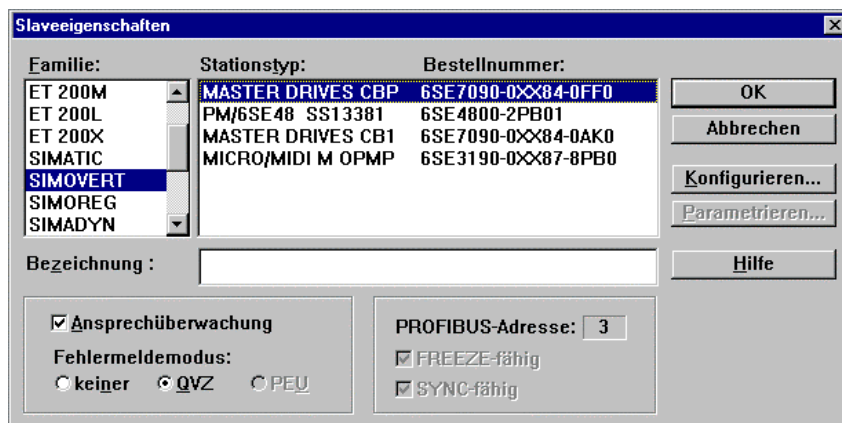 Slaveeigenschaften
Familie: Stationstyp: Bestellnummer:
ET 200M MASTER DRIVES CBP 6SE7090-0XX84-0FF0 OK
ET 200L PM/6SE48 SS13381 6SE4800-2PB01
ET 200X MASTER DRIVES CB1 6SE7090-0XX84-0AK0 Abbrechen
SIMATIC MICRO/MIDI M OPMP 6SE3190-0XX87-8PB0
SIMOVERT Konfigurieren...
SIMOREG Parametrieren...
SIMADYN
Bezeichnung : Hilfe
Ansprechüberwachung PROFIBUS-Adresse: 3
Fehlermeldemodus: FREEZE-fähig
keiner QVZ PEU SYNC-fähig